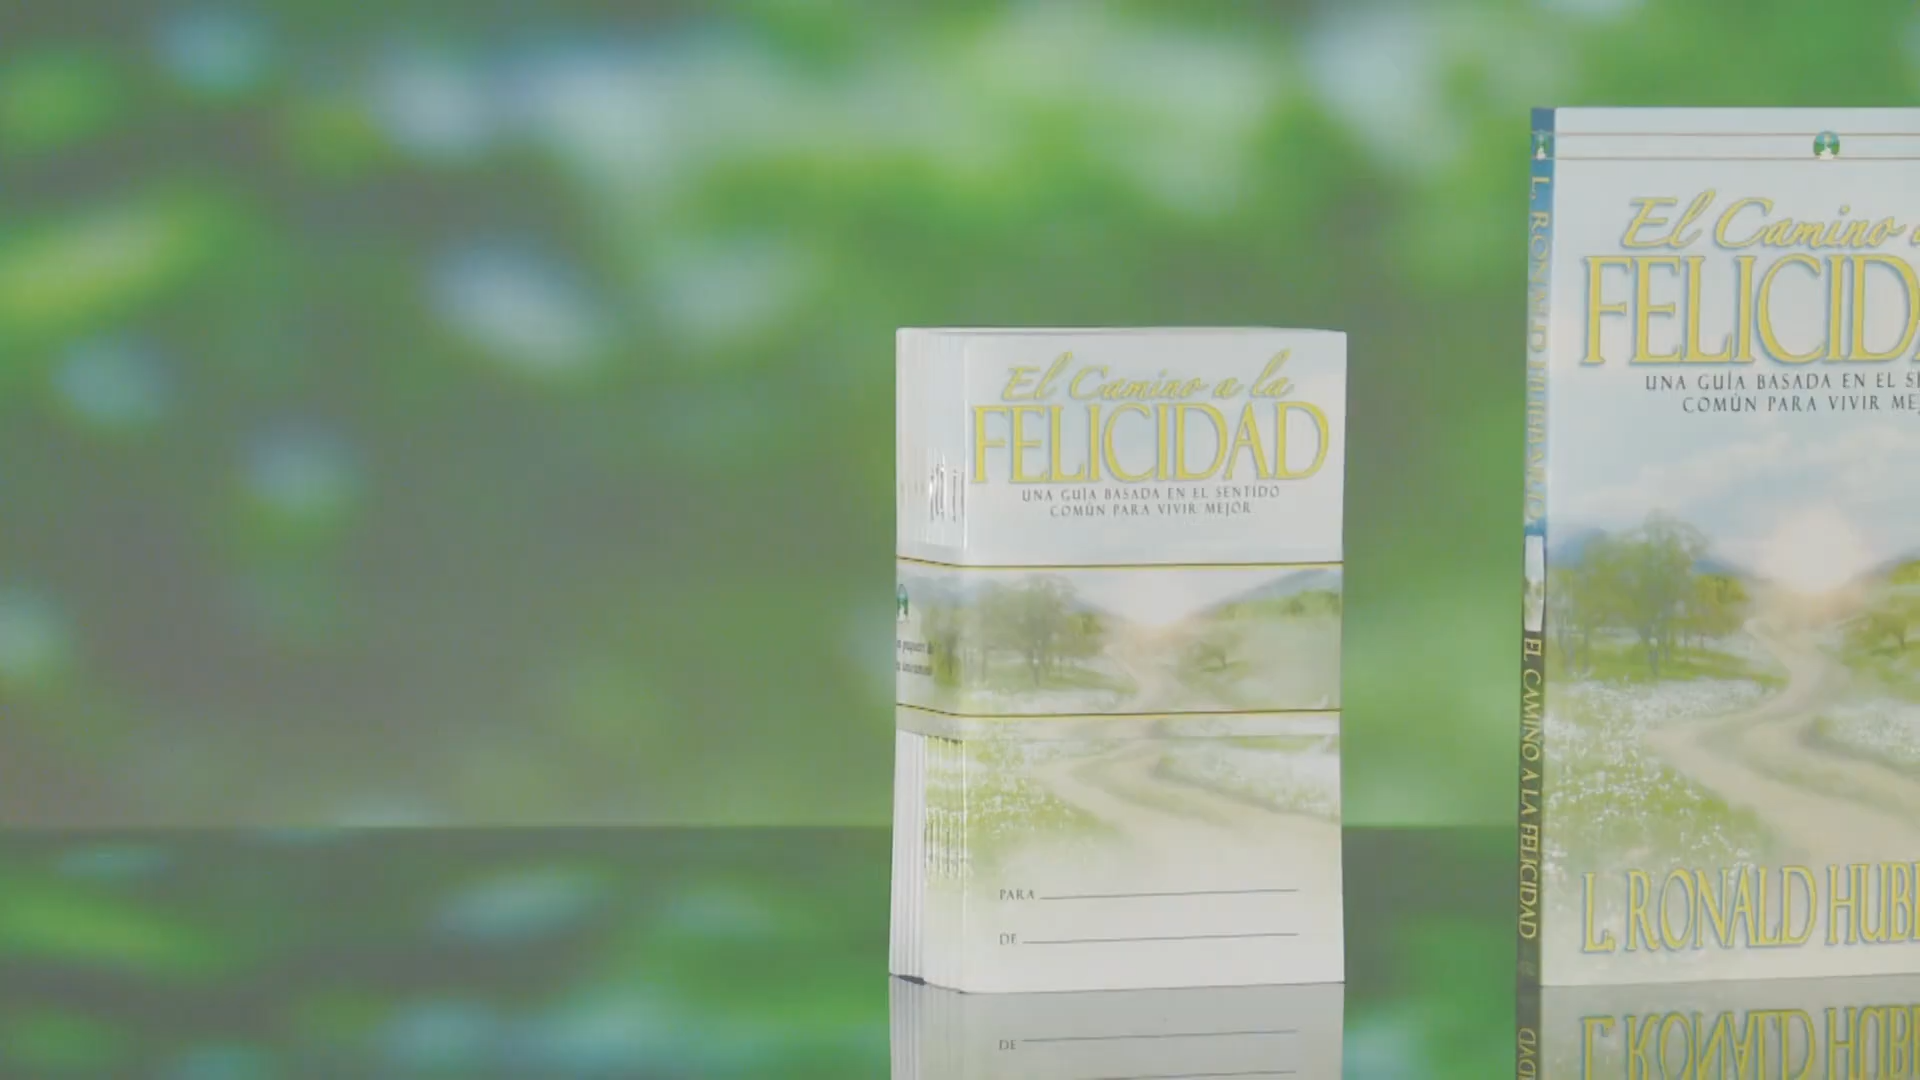 El Camino a la
FELICIDAD
UNA GUÍA BASADA EN EL SENTIDO
COMÚN PARA VIVIR MEJOR
PARA
DE
DE
L. RONALD HUBBARD
EL CAMINO A LA FELICIDAD
El Camino
FELICIDA
UNA GUÍA BASADA EN EL
COMÚN PARA VIVIR
L. RONALD HUB